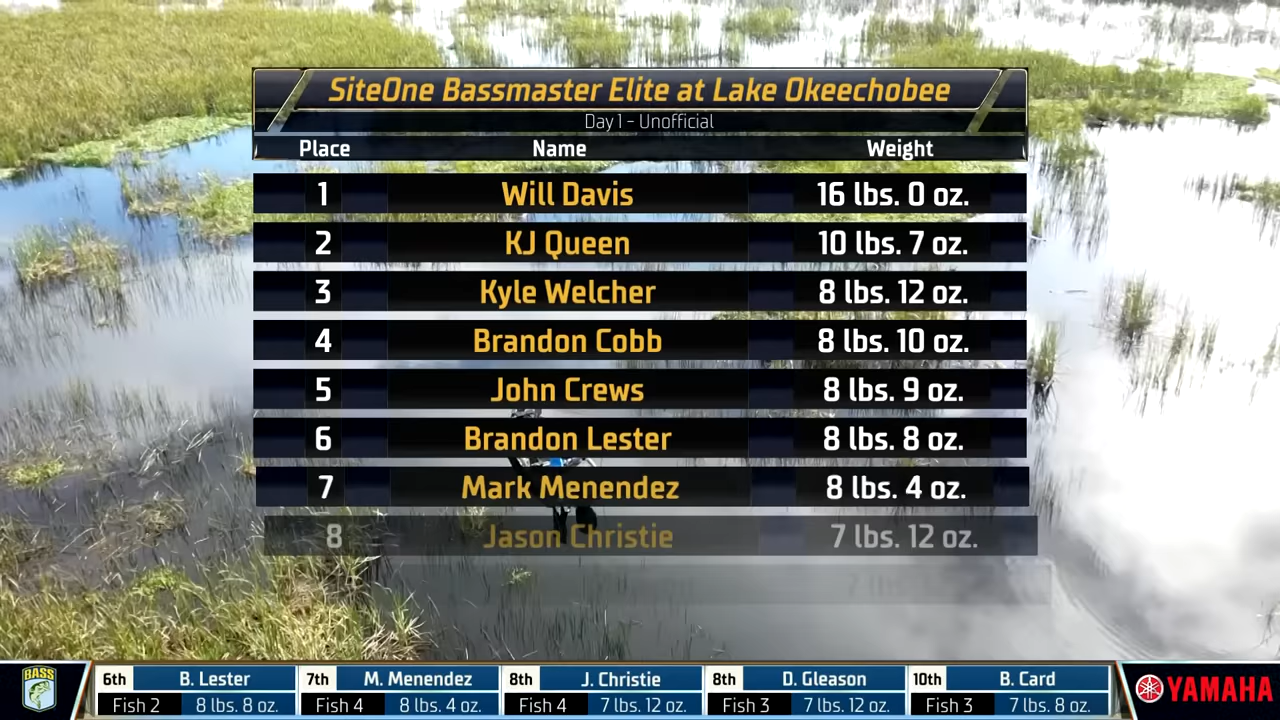 SiteOne Bassmaster Elite at Lake Okeechobee
Day 1 - Unofficial
Place Name Weight
1 Will Davis 16 lbs. 0 oz.
2 KJ Queen 10 lbs. 7 oz.
3 Kyle Welcher 8 lbs. 12 oz.
4 Brandon Cobb 8 lbs. 10 oz.
5 John Crews 8 lbs. 9 oz.
6 Brandon Lester 8 lbs. 8 oz.
7 Mark Menendez 8 lbs. 4 oz.
8 Jason Christie 7 lbs. 12 oz.
BASS
6th B. Lester 7th M. Menendez 8th J. Christie 8th D. Gleason 10th B. Card
Fish 2 8 lbs. 8 oz. Fish 4 8 lbs. 4 oz. Fish 4 7 lbs. 12 oz. Fish 3 7 lbs. 12 oz. Fish 3 7 lbs. 8 oz.
YAMAHA